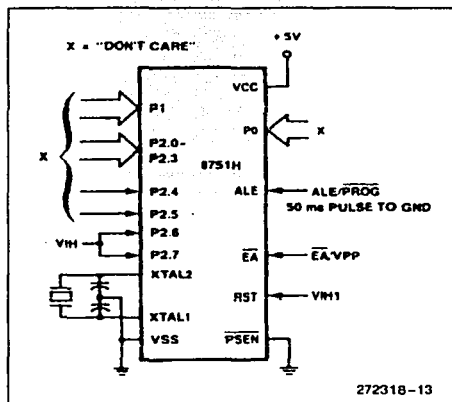 X = "DON'T CARE"
+5V
VCC
P1
P0
X
P2.0-
P2.3
8751H
X
P2.4
ALE
ALE/PROG
50 ms PULSE TO GND
P2.5
P2.6
VIH
P2.7
EA
EA/VPP
XTAL2
RST
VIH1
XTAL1
VSS
PSEN
272318-13